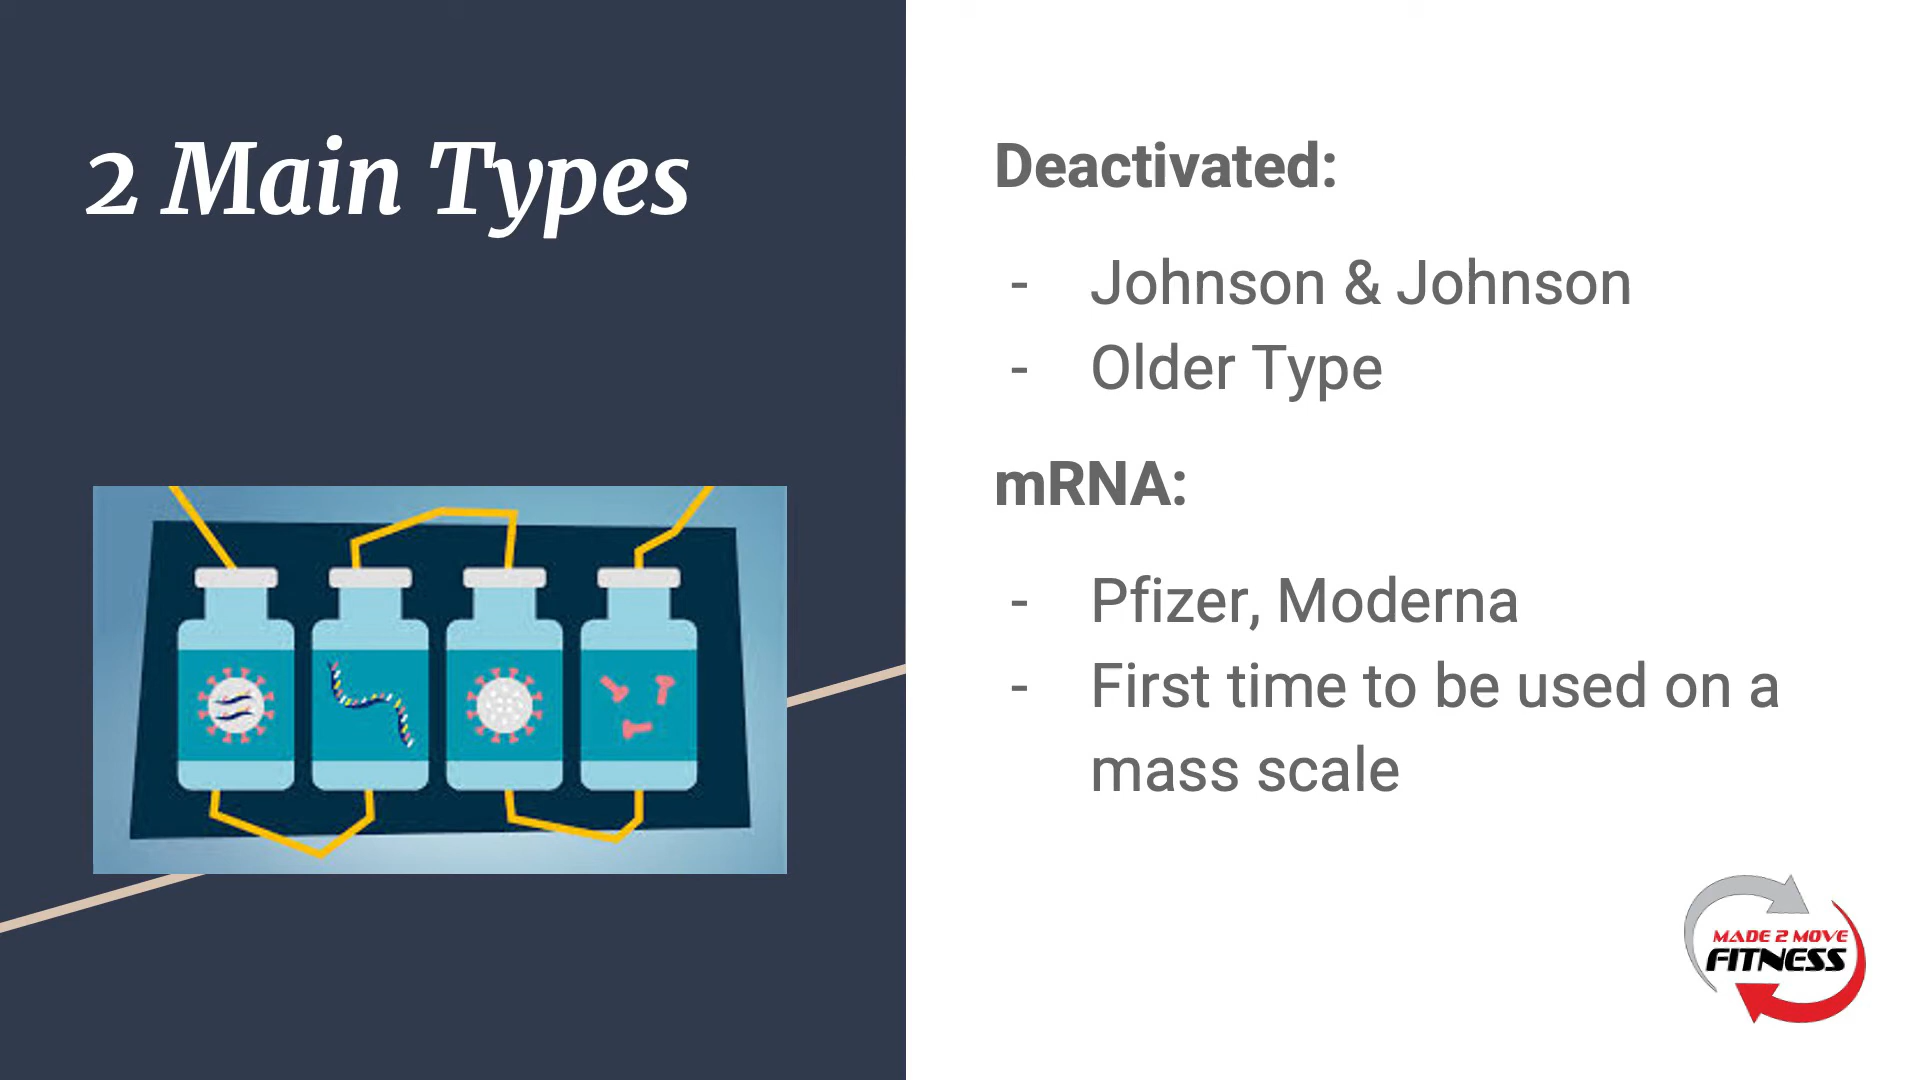 2 Main Types
Deactivated:
- Johnson & Johnson
- Older Type
mRNA:
- Pfizer, Moderna
- First time to be used on a
mass scale
MADE 2 MOVE
FITNESS